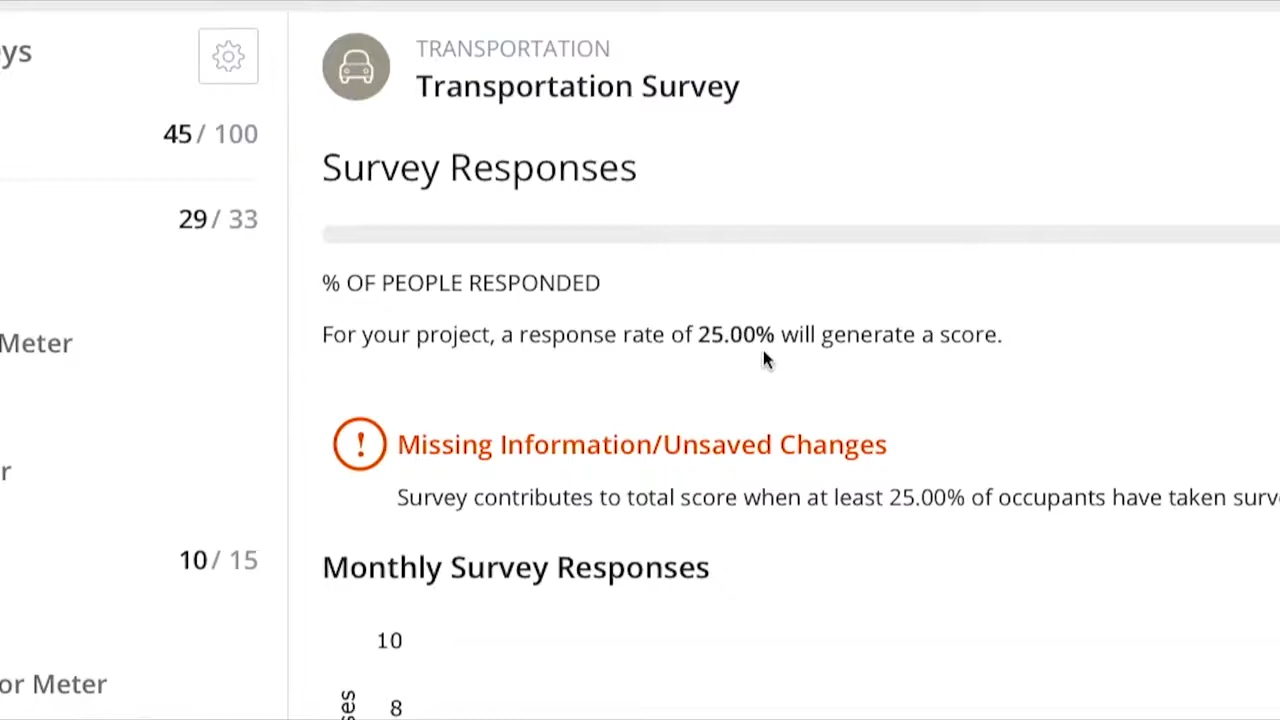 ys
45 / 100
29 / 33
Meter
r
10 / 15
or Meter
TRANSPORTATION
Transportation Survey
Survey Responses
% OF PEOPLE RESPONDED
For your project, a response rate of 25.00% will generate a score.
! Missing Information/Unsaved Changes
Survey contributes to total score when at least 25.00% of occupants have taken surv
Monthly Survey Responses
10
8
ses